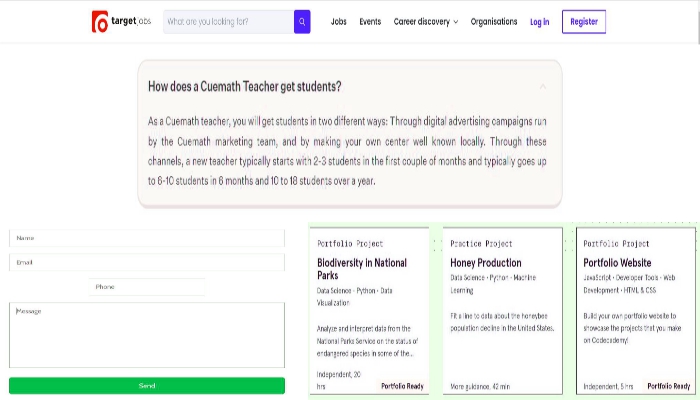 targetjobs
What are you looking for?
Jobs
Events
Career discovery
Organisations
Log in
Register
How does a Cuemath Teacher get students?
As a Cuemath teacher, you will get students in two different ways: Through digital advertising campaigns run
by the Cuemath marketing team, and by making your own center well known locally. Through these
channels, a new teacher typically starts with 2-3 students in the first couple of months and typically goes up
to 6-10 students in 6 months and 10 to 18 students over a year.
Name
Email
Phone
Message
Send
Portfolio Project
Biodiversity in National
Parks
Data Science • Python • Data
Visualization
Analyze and interpret data from the
National Parks Service on the status of
endangered species in some of the...
Independent, 20
hrs
Portfolio Ready
Practice Project
Honey Production
Data Science • Python • Machine
Learning
Fit a line to data about the honeybee
population decline in the United States.
More guidance, 42 min
Portfolio Project
Portfolio Website
JavaScript • Developer Tools • Web
Development • HTML & CSS
Build your own portfolio website to
showcase the projects that you make
on Codecademy!
Independent, 5 hrs
Portfolio Ready